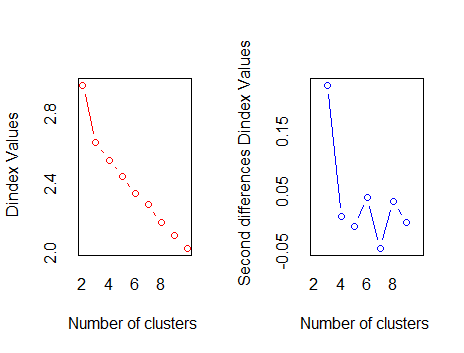 Dindex Values
2.0 2.4 2.8
2 4 6 8
Number of clusters
Second differences Dindex Values
-0.05 0.05 0.15
2 4 6 8
Number of clusters